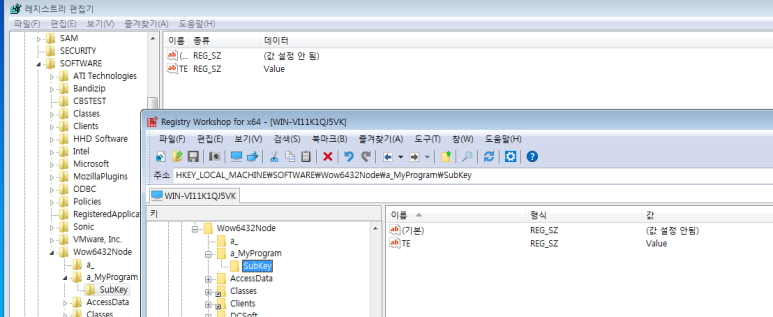 레지스트리 편집기
파일(F) 편집(E) 보기(V) 즐겨찾기(A) 도움말(H)
SAM
SECURITY
SOFTWARE
ATI Technologies
Bandizip
CBSTEST
Classes
Clients
HHD Software
Intel
Microsoft
MozillaPlugins
ODBC
Policies
RegisteredApplica
Sonic
VMware, Inc.
Wow6432Node
a_
a_MyProgram
SubKey
AccessData
Classes
이름 종류 데이터
(... REG_SZ (값 설정 안 됨)
TE REG_SZ Value
Registry Workshop for x64 - [WIN-VI11K1QJ5VK]
파일(F) 편집(E) 보기(V) 검색(S) 북마크(B) 즐겨찾기(A) 도구(T) 창(W) 도움말(H)
주소 HKEY_LOCAL_MACHINE₩SOFTWARE₩Wow6432Node₩a_MyProgram₩SubKey
WIN-VI11K1QJ5VK
키
Wow6432Node
a_
a_MyProgram
SubKey
AccessData
Classes
Clients
DCSoft
이름 형식 값
(기본) REG_SZ (값 설정 안됨)
TE REG_SZ Value